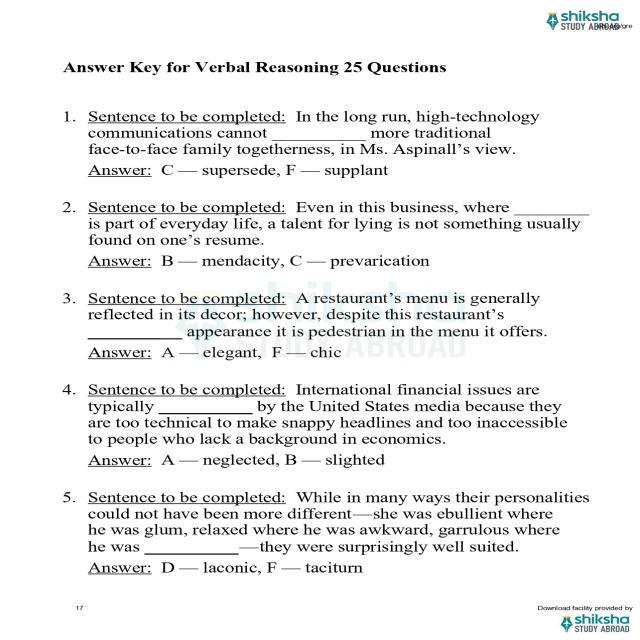 shiksha
STUDY ABROAD
Answer Key for Verbal Reasoning 25 Questions
1. Sentence to be completed: In the long run, high-technology
communications cannot ___________ more traditional
face-to-face family togetherness, in Ms. Aspinall’s view.
Answer: C — supersede, F — supplant
2. Sentence to be completed: Even in this business, where _________
is part of everyday life, a talent for lying is not something usually
found on one’s resume.
Answer: B — mendacity, C — prevarication
3. Sentence to be completed: A restaurant’s menu is generally
reflected in its decor; however, despite this restaurant’s
___________ appearance it is pedestrian in the menu it offers.
Answer: A — elegant, F — chic
4. Sentence to be completed: International financial issues are
typically ___________ by the United States media because they
are too technical to make snappy headlines and too inaccessible
to people who lack a background in economics.
Answer: A — neglected, B — slighted
5. Sentence to be completed: While in many ways their personalities
could not have been more different—she was ebullient where
he was glum, relaxed where he was awkward, garrulous where
he was ___________—they were surprisingly well suited.
Answer: D — laconic, F — taciturn
17
Download facility provided by
shiksha
STUDY ABROAD